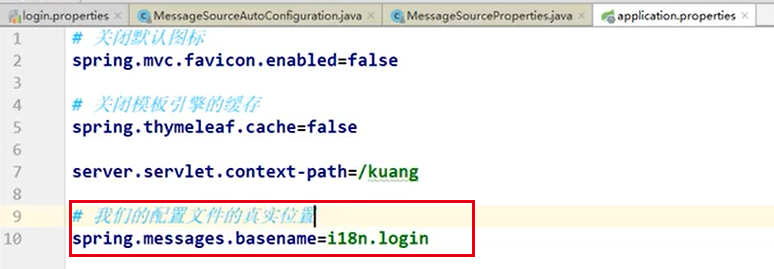 login.properties MessageSourceAutoConfiguration.java MessageSourceProperties.java application.properties
1 # 关闭默认图标
2 spring.mvc.favicon.enabled=false
3
4 # 关闭模板引擎的缓存
5 spring.thymeleaf.cache=false
6
7 server.servlet.context-path=/kuang
8
9 # 我们的配置文件的真实位置
10 spring.messages.basename=i18n.login